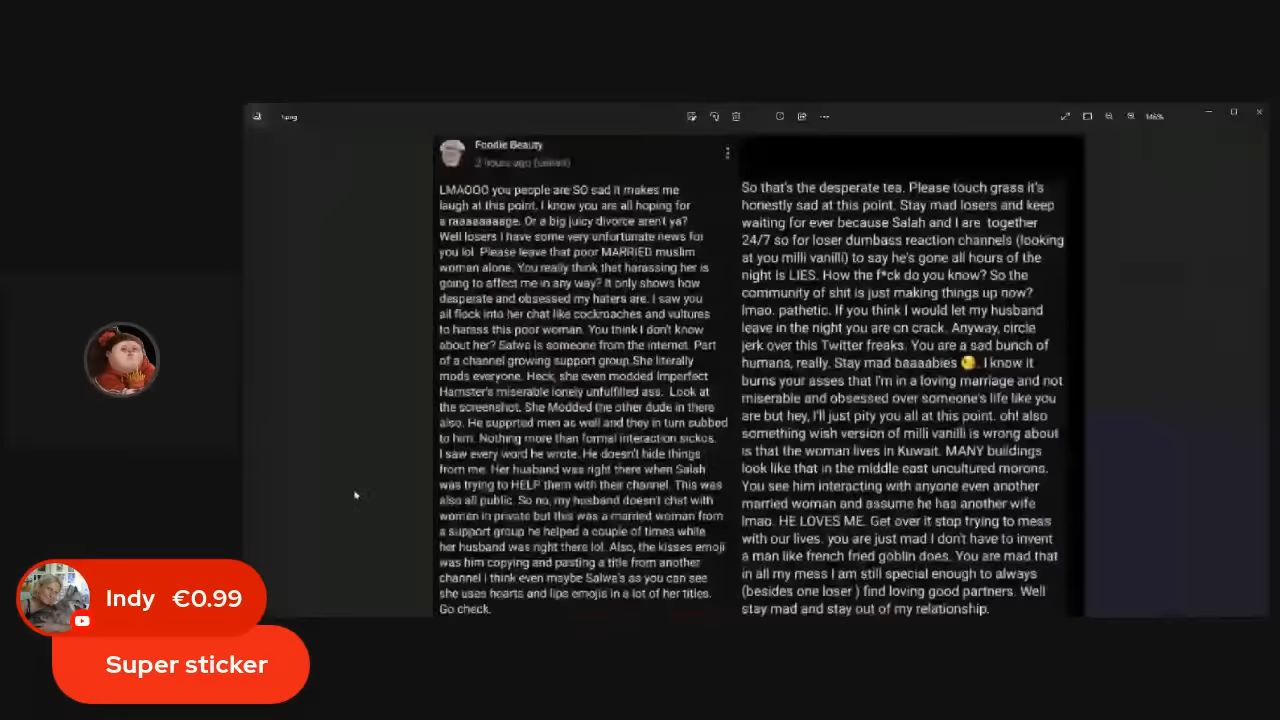 146%
Foodie Beauty
2 hours ago (edited)
LMAOOO you people are SO sad it makes me
laugh at this point. I know you are all hoping for
a raaaaaaage. Or a big juicy divorce aren't ya?
Well losers I have some very unfortunate news for
you lol. Please leave that poor MARRIED muslim
woman alone. You really think that harassing her is
going to affect me in any way? It only shows how
desperate and obsessed my haters are. I saw you
all flock into her chat like cockroaches and vultures
to harass this poor woman. You think I don't know
about her? Salwa is someone from the internet. Part
of a channel growing support group.She literally
mods everyone. Heck, she even modded Imperfect
Hamster's miserable lonely unfulfilled ass. Look at
the screenshot. She Modded the other dude in there
also. He supprted men as well and they in turn subbed
to him. Nothing more than formal interaction sickos.
I saw every word he wrote. He doesn't hide things
from me. Her husband was right there when Salah
was trying to HELP them with their channel. This was
also all public. So no, my husband doesn't chat with
women in private but this was a married woman from
a support group he helped a couple of times while
her husband was right there lol. Also, the kisses emoji
was him copying and pasting a title from another
channel i think even maybe Salwa's as you can see
she uses hearts and lips emojis in a lot of her titles.
Go check.
So that's the desperate tea. Please touch grass it's
honestly sad at this point. Stay mad losers and keep
waiting for ever because Salah and I are together
24/7 so for loser dumbass reaction channels (looking
at you milli vanilli) to say he's gone all hours of the
night is LIES. How the f*ck do you know? So the
community of shit is just making things up now?
lmao. pathetic. If you think I would let my husband
leave in the night you are on crack. Anyway, circle
jerk over this Twitter freaks. You are a sad bunch of
humans, really. Stay mad baaaabies 😘. I know it
burns your asses that I'm in a loving marriage and not
miserable and obsessed over someone's life like you
are but hey, I'll just pity you all at this point. oh! also
something wish version of milli vanilli is wrong about
is that the woman lives in Kuwait. MANY buildings
look like that in the middle east uncultured morons.
You see him interacting with anyone even another
married woman and assume he has another wife
lmao. HE LOVES ME. Get over it stop trying to mess
with our lives. you are just mad I don't have to invent
a man like french fried goblin does. You are mad that
in all my mess I am still special enough to always
(besides one loser ) find loving good partners. Well
stay mad and stay out of my relationship.
Indy €0.99
Super sticker